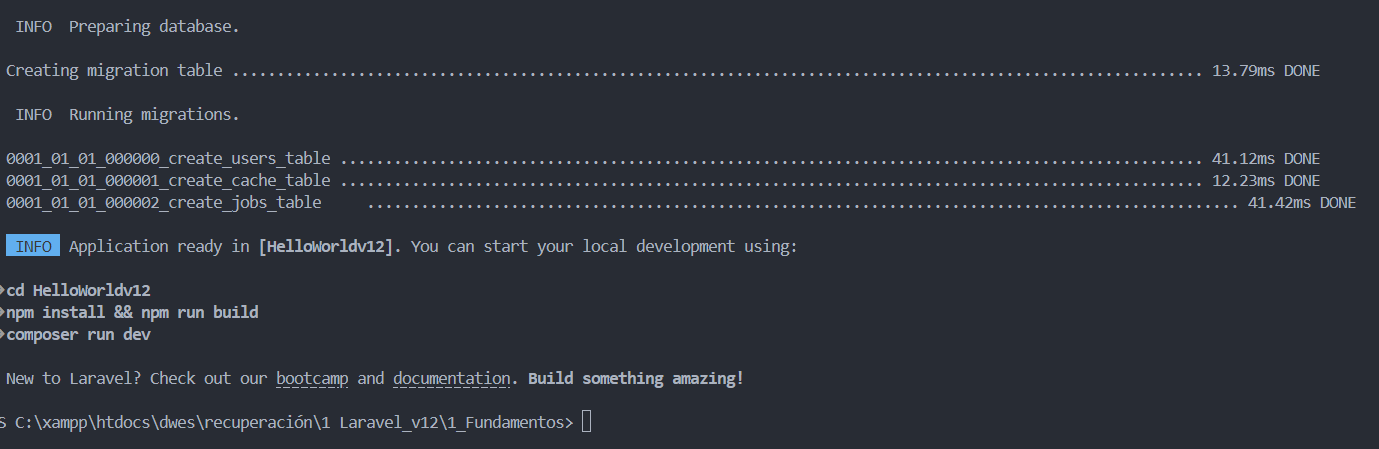 INFO  Preparing database.
Creating migration table ............................................................................................................ 13.79ms DONE
INFO  Running migrations.
0001_01_01_000000_create_users_table ................................................................................................ 41.12ms DONE
0001_01_01_000001_create_cache_table ................................................................................................ 12.23ms DONE
0001_01_01_000002_create_jobs_table ................................................................................................. 41.42ms DONE
INFO  Application ready in [HelloWorldv12]. You can start your local development using:
cd HelloWorldv12
npm install && npm run build
composer run dev
New to Laravel? Check out our bootcamp and documentation. Build something amazing!
S C:\xampp\htdocs\dwes\recuperación\1 Laravel_v12\1_Fundamentos>